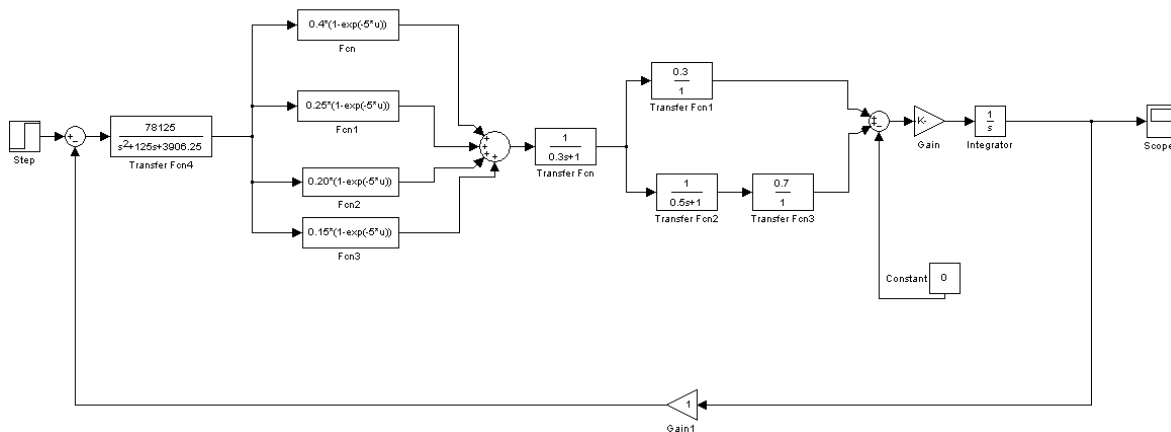 Step
+
−
78125
s²+125s+3906.25
Transfer Fcn4
0.4*(1-exp(-5*u))
Fcn
0.25*(1-exp(-5*u))
Fcn1
0.20*(1-exp(-5*u))
Fcn2
0.15*(1-exp(-5*u))
Fcn3
+
+
+
+
1
0.3s+1
Transfer Fcn
0.3
1
Transfer Fcn1
1
0.5s+1
Transfer Fcn2
0.7
1
Transfer Fcn3
+
+
−
Constant
0
K-
Gain
1
s
Integrator
Scope
1
Gain1